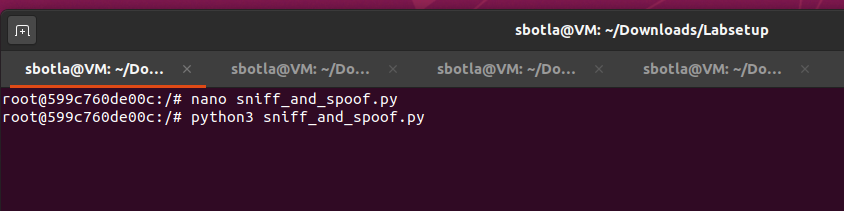 sbotla@VM: ~/Downloads/Labsetup
sbotla@VM: ~/Do... × sbotla@VM: ~/Do... × sbotla@VM: ~/Do... × sbotla@VM: ~/Do... ×
root@599c760de00c:/# nano sniff_and_spoof.py
root@599c760de00c:/# python3 sniff_and_spoof.py